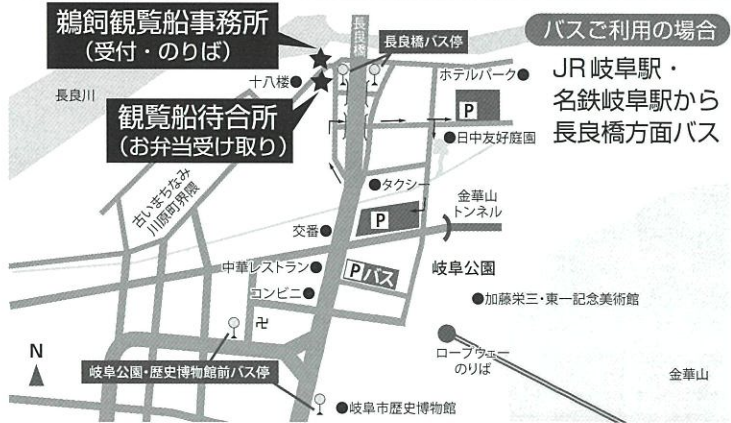 鵜飼観覧船事務所
(受付・のりば)
長良橋
長良橋バス停
バスご利用の場合
JR岐阜駅・
名鉄岐阜駅から
長良橋方面バス
十八楼
ホテルパーク
長良川
P
観覧船待合所
(お弁当受け取り)
日中友好庭園
古いまちなみ
川原町界隈
タクシー
金華山
トンネル
P
交番
岐阜公園
中華レストラン
Pバス
コンビニ
加藤栄三・東一記念美術館
卍
N
ロープウェー
のりば
岐阜公園・歴史博物館前バス停
金華山
岐阜市歴史博物館